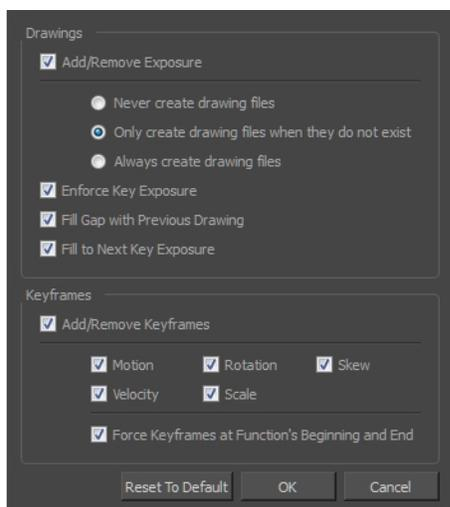 Drawings
Add/Remove Exposure
Never create drawing files
Only create drawing files when they do not exist
Always create drawing files
Enforce Key Exposure
Fill Gap with Previous Drawing
Fill to Next Key Exposure
Keyframes
Add/Remove Keyframes
Motion Rotation Skew
Velocity Scale
Force Keyframes at Function's Beginning and End
Reset To Default OK Cancel